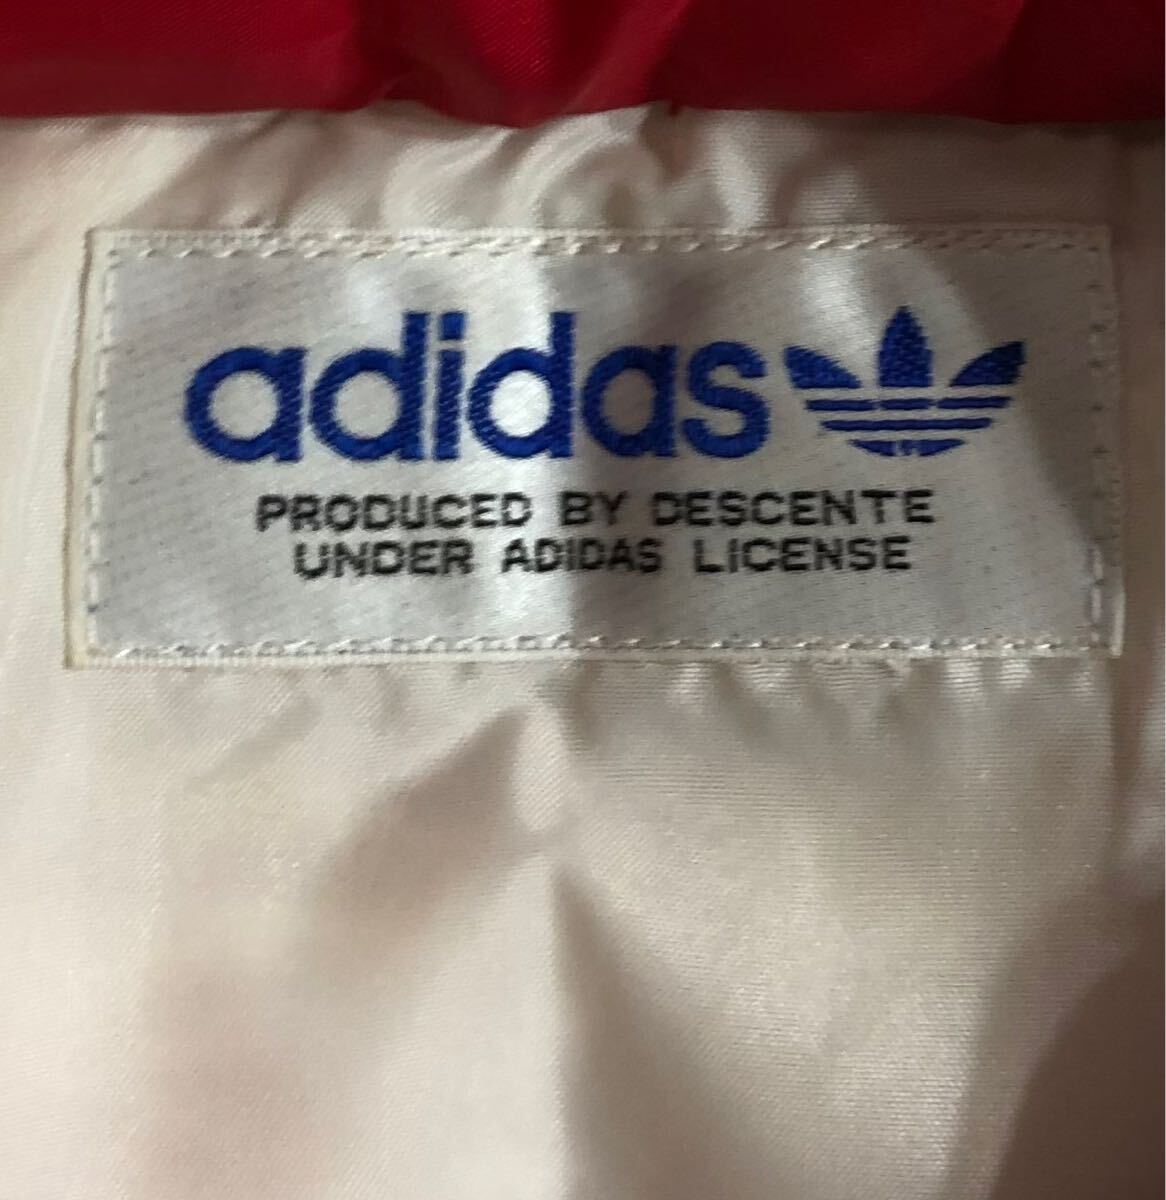 adidas
PRODUCED BY DESCENTE
UNDER ADIDAS LICENSE